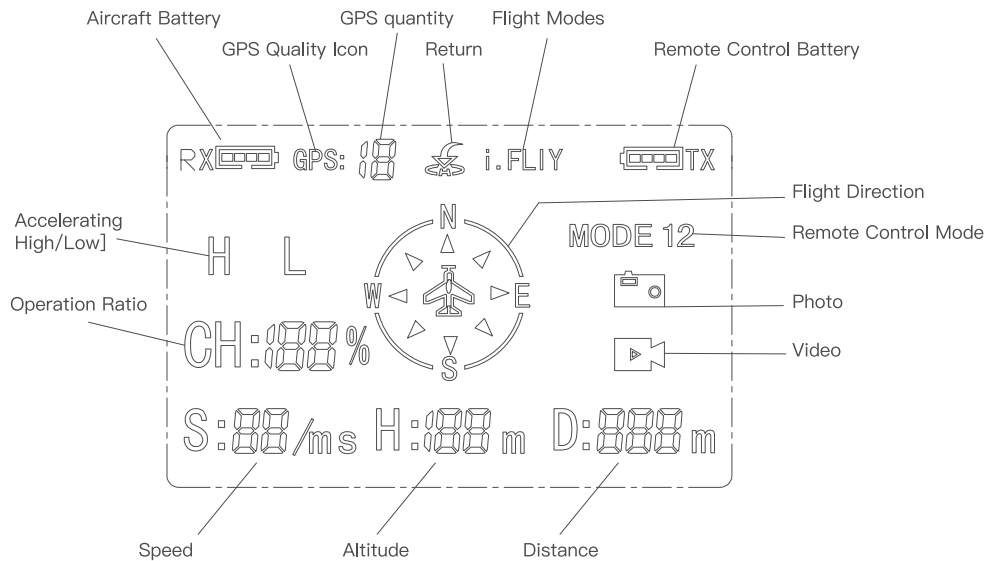 Aircraft Battery
GPS quantity
Flight Modes
GPS Quality Icon
Return
Remote Control Battery
RX
GPS: 18
i.FLIY
TX
Flight Direction
Accelerating
High/Low]
H L
N
MODE 12
Remote Control Mode
W
E
Operation Ratio
Photo
CH:188%
S
Video
S:88/ms
H:188m
D:888m
Speed
Altitude
Distance